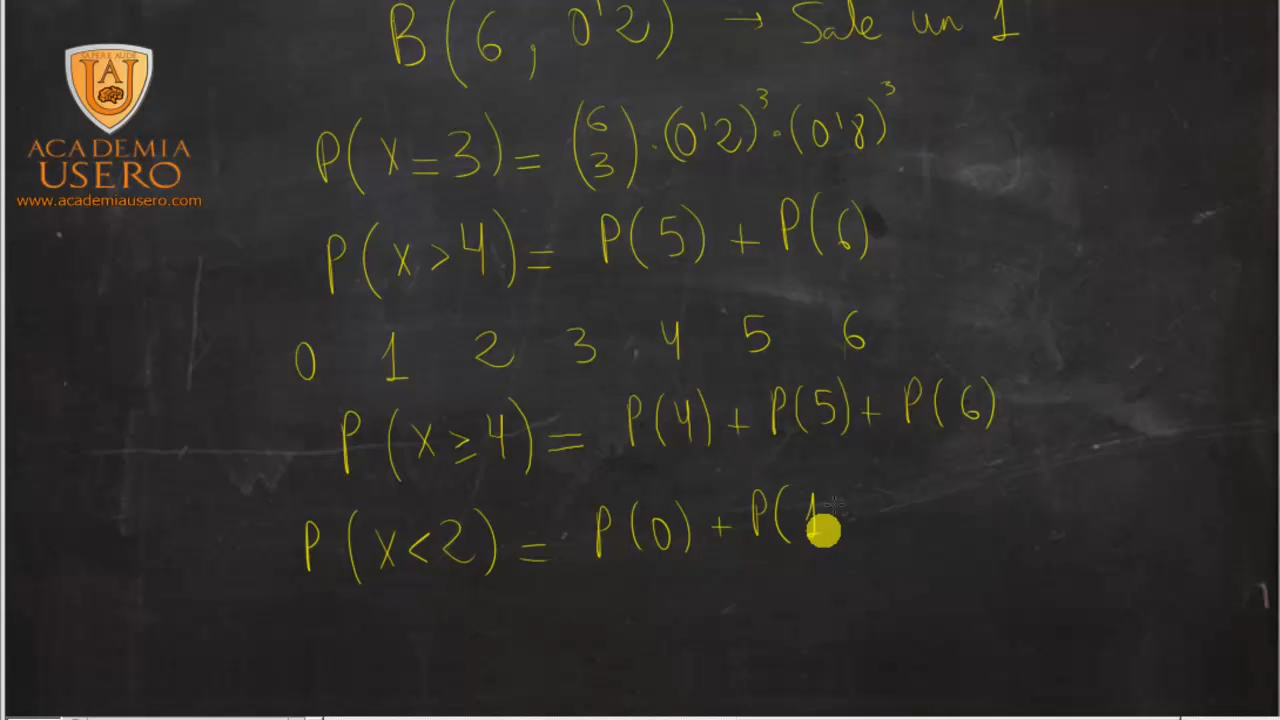 B(6, 0'2) → Sale un 1
SAPERE AUDE
UA
ACADEMIA
USERO
www.academiausero.com
P(x=3) = (6 3)·(0'2)³·(0'8)³
P(x>4) = P(5) + P(6)
0 1 2 3 4 5 6
P(x≥4) = P(4) + P(5) + P(6)
P(x<2) = P(0) + P(1